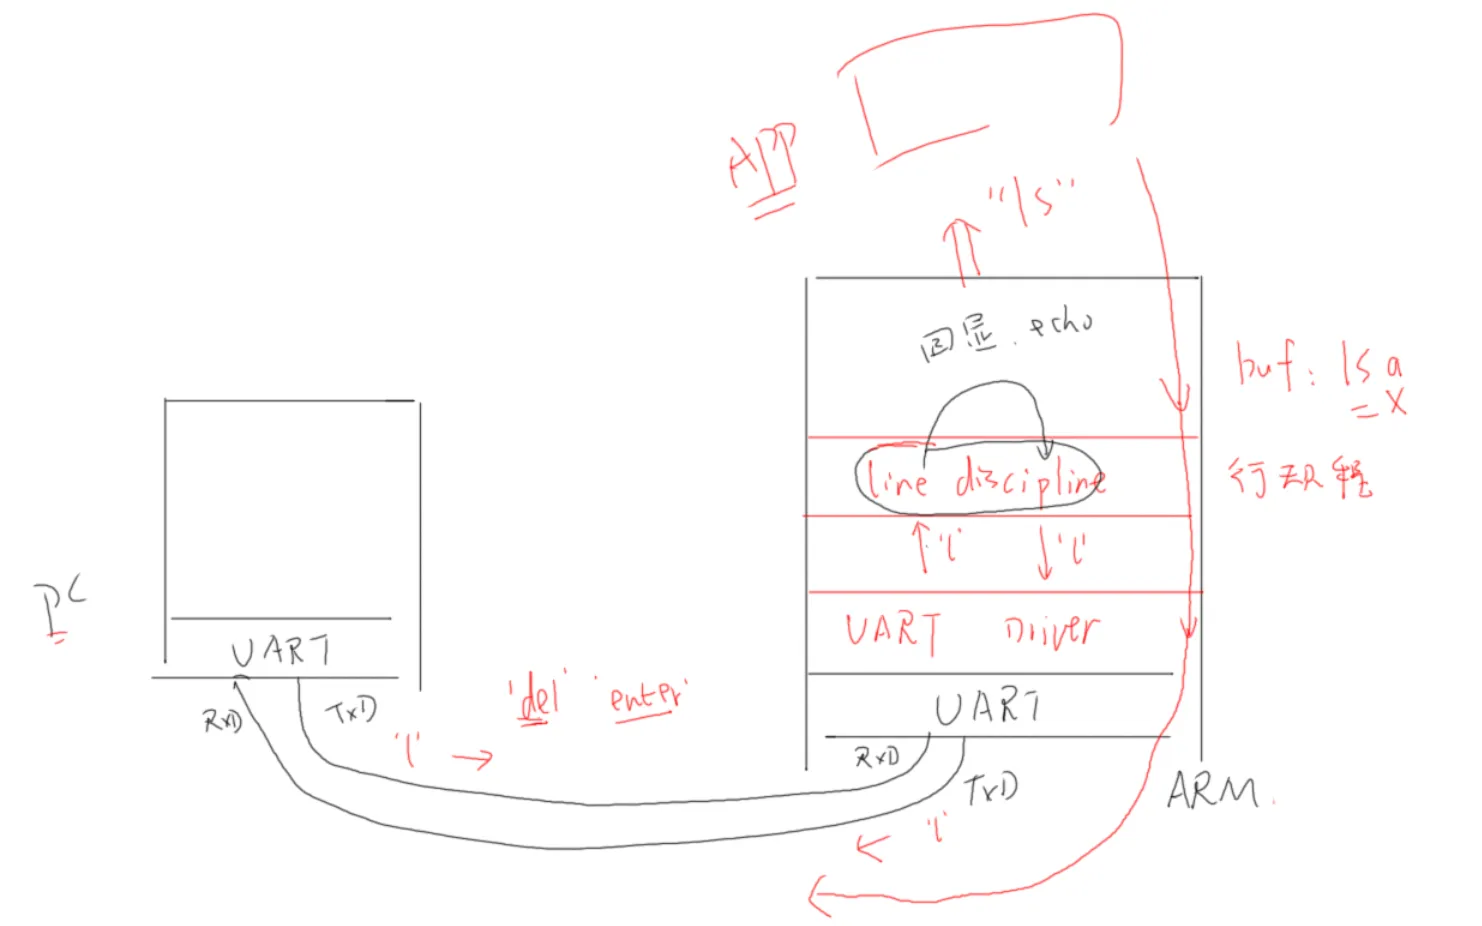 APP
"ls"
回显. echo
buf: ls a
x
line discipline
行规程
'l'
'l'
PC
UART Driver
UART
'del' 'enter'
UART
RxD
TxD
'l'
RxD
TxD
ARM.
'l'